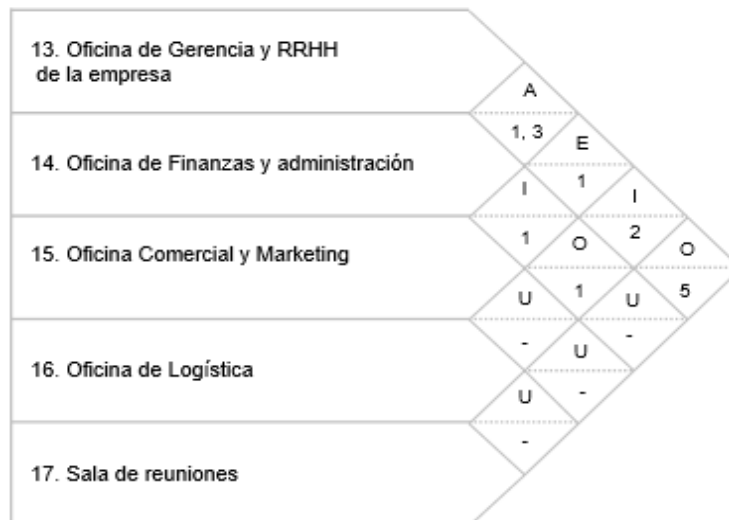 13. Oficina de Gerencia y RRHH
de la empresa
A
1, 3
E
14. Oficina de Finanzas y administración
I
1
I
1
O
2
O
15. Oficina Comercial y Marketing
U
1
U
5
-
U
-
16. Oficina de Logística
U
-
-
17. Sala de reuniones